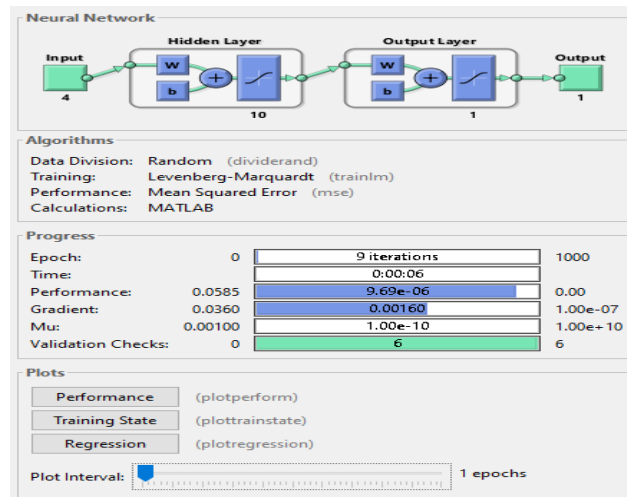 Neural Network
Hidden Layer Output Layer
Input Output
W W
b b
+ +
4 10 1 1
Algorithms
Data Division: Random (dividerand)
Training: Levenberg-Marquardt (trainlm)
Performance: Mean Squared Error (mse)
Calculations: MATLAB
Progress
Epoch: 0 9 iterations 1000
Time: 0:00:06
Performance: 0.0585 9.69e-06 0.00
Gradient: 0.0360 0.00160 1.00e-07
Mu: 0.00100 1.00e-10 1.00e+10
Validation Checks: 0 6 6
Plots
Performance (plotperform)
Training State (plottrainstate)
Regression (plotregression)
Plot Interval: 1 epochs